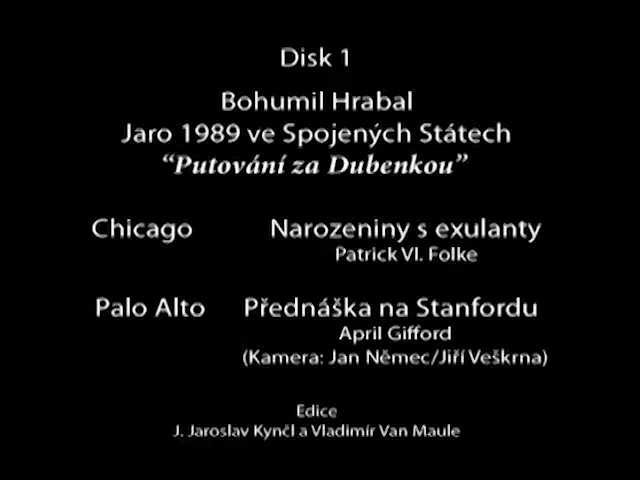 Disk 1
Bohumil Hrabal
Jaro 1989 ve Spojených Státech
“Putování za Dubenkou”
Chicago Narozeniny s exulanty
Patrick Vl. Folke
Palo Alto Přednáška na Stanfordu
April Gifford
(Kamera: Jan Němec/Jiří Veškrna)
Edice
J. Jaroslav Kynčl a Vladimír Van Maule